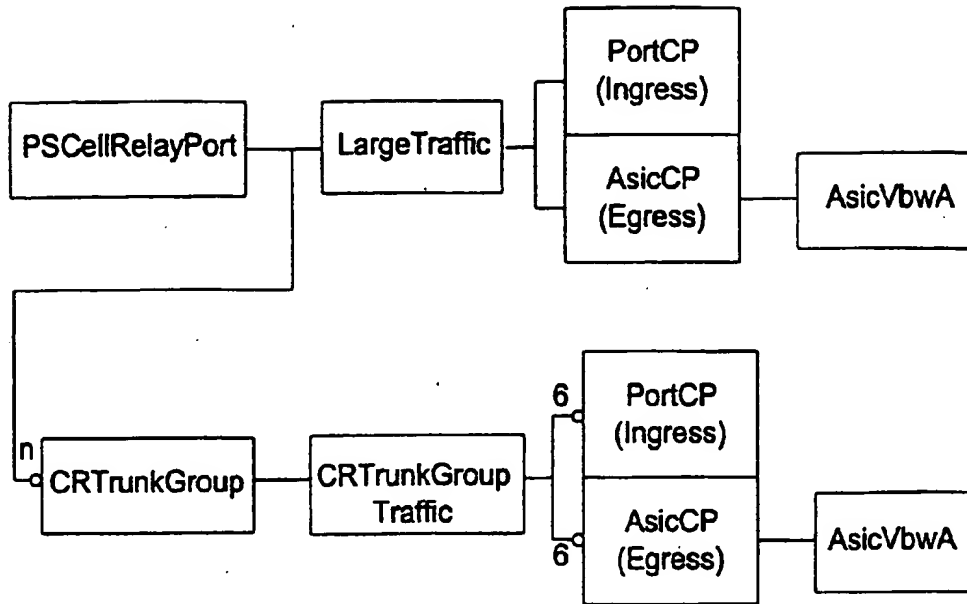 PortCP
(Ingress)
PSCellRelayPort
LargeTraffic
AsicCP
(Egress)
AsicVbwA
n
CRTrunkGroup
CRTrunkGroup
Traffic
6
PortCP
(Ingress)
6
AsicCP
(Egress)
AsicVbwA